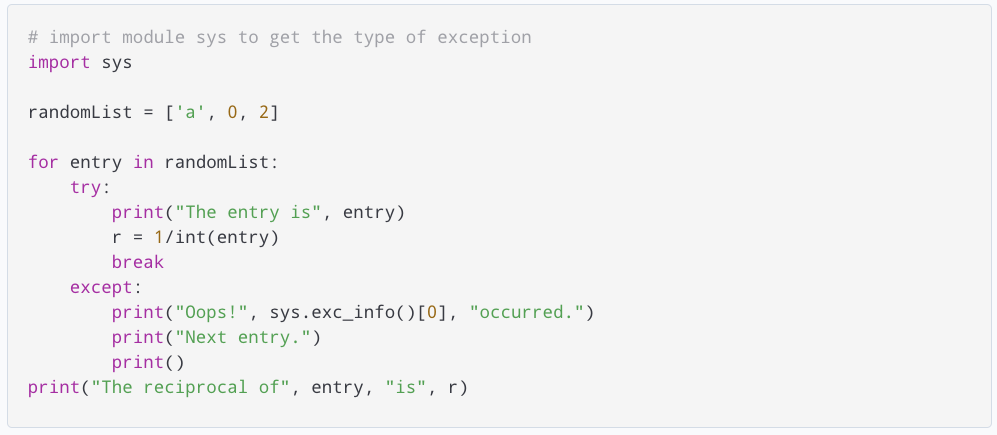 # import module sys to get the type of exception
import sys

randomList = ['a', 0, 2]

for entry in randomList:
    try:
        print("The entry is", entry)
        r = 1/int(entry)
        break
    except:
        print("Oops!", sys.exc_info()[0], "occurred.")
        print("Next entry.")
        print()
print("The reciprocal of", entry, "is", r)